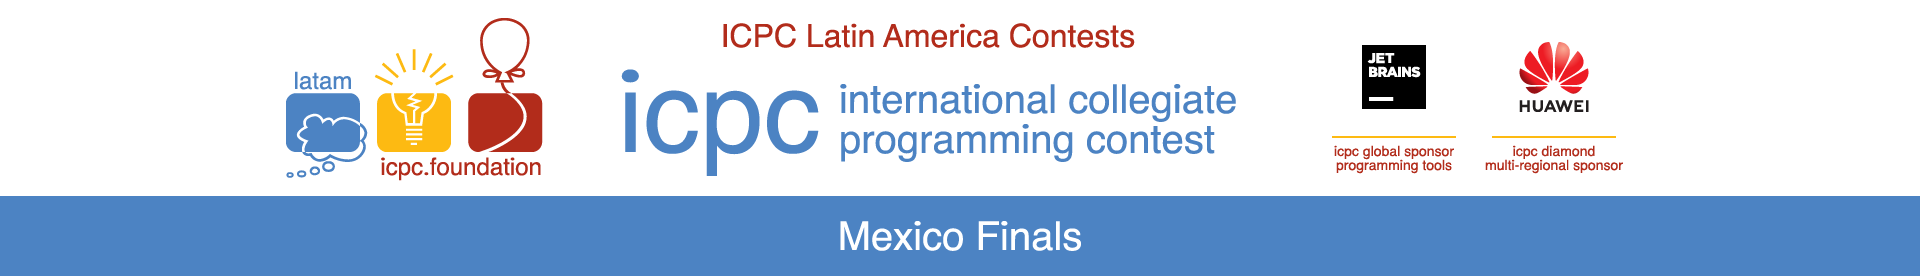 latam
icpc.foundation
ICPC Latin America Contests
icpc
international collegiate
programming contest
JET
BRAINS
icpc global sponsor
programming tools
HUAWEI
icpc diamond
multi-regional sponsor
Mexico Finals